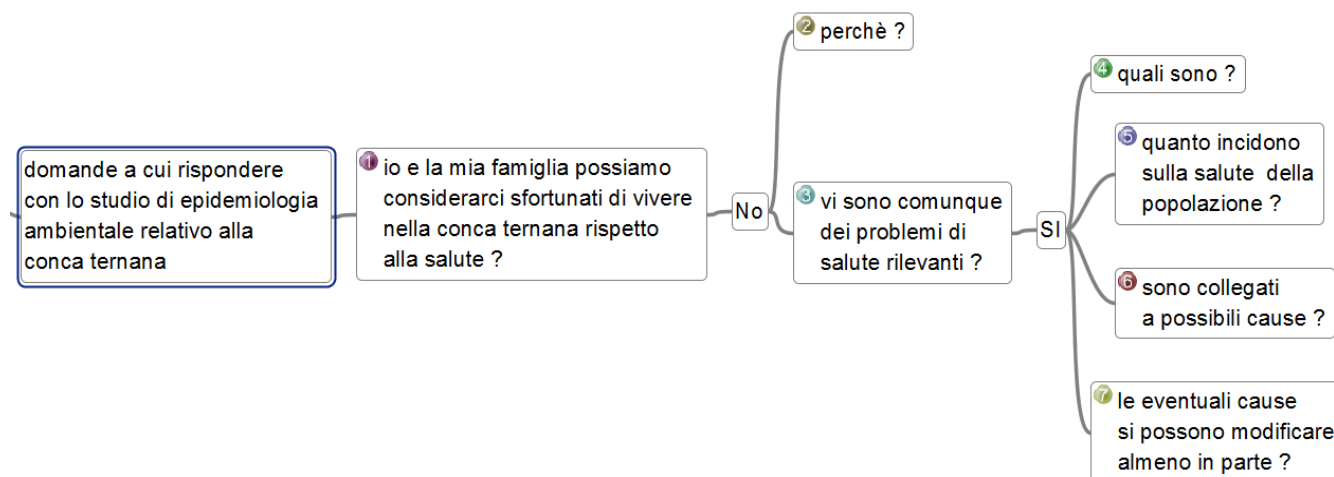 domande a cui rispondere
con lo studio di epidemiologia
ambientale relativo alla
conca ternana
1 io e la mia famiglia possiamo
considerarci sfortunati di vivere
nella conca ternana rispetto
alla salute ?
No
2 perchè ?
3 vi sono comunque
dei problemi di
salute rilevanti ?
SI
4 quali sono ?
5 quanto incidono
sulla salute della
popolazione ?
6 sono collegati
a possibili cause ?
7 le eventuali cause
si possono modificare
almeno in parte ?